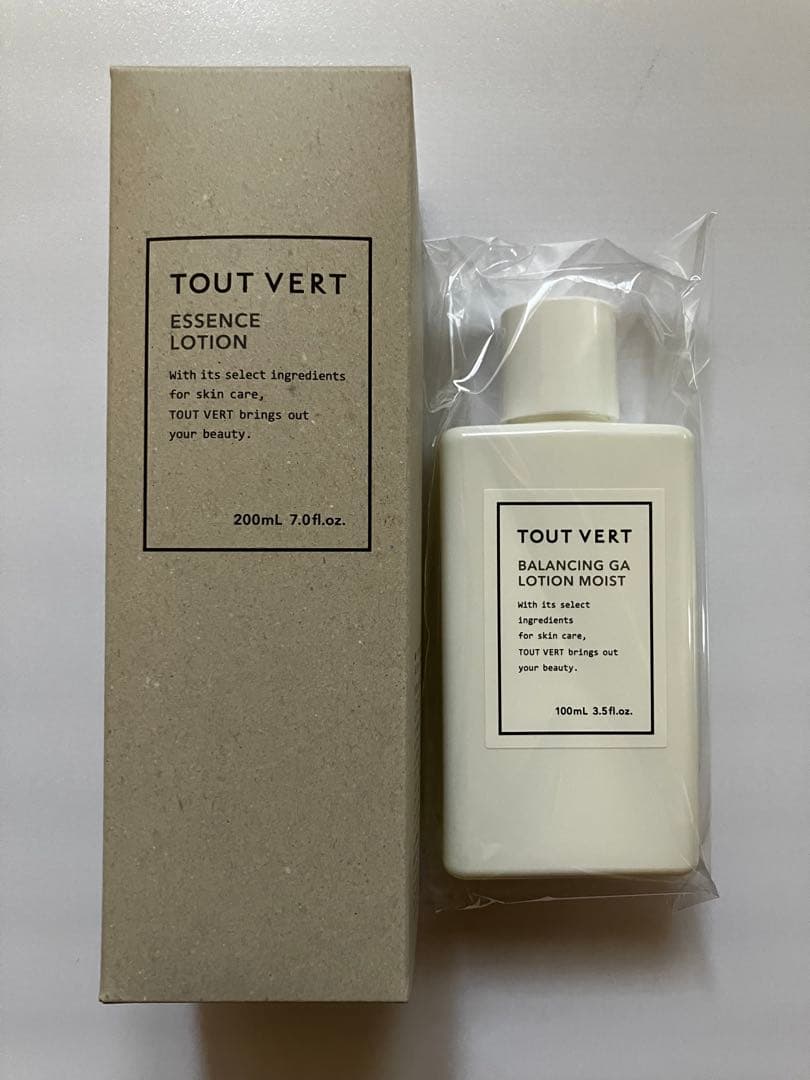 TOUT VERT
ESSENCE
LOTION
With its select ingredients
for skin care,
TOUT VERT brings out
your beauty.
200mL 7.0fl.oz.
TOUT VERT
BALANCING GA
LOTION MOIST
With its select
ingredients
for skin care,
TOUT VERT brings out
your beauty.
100mL 3.5fl.oz.